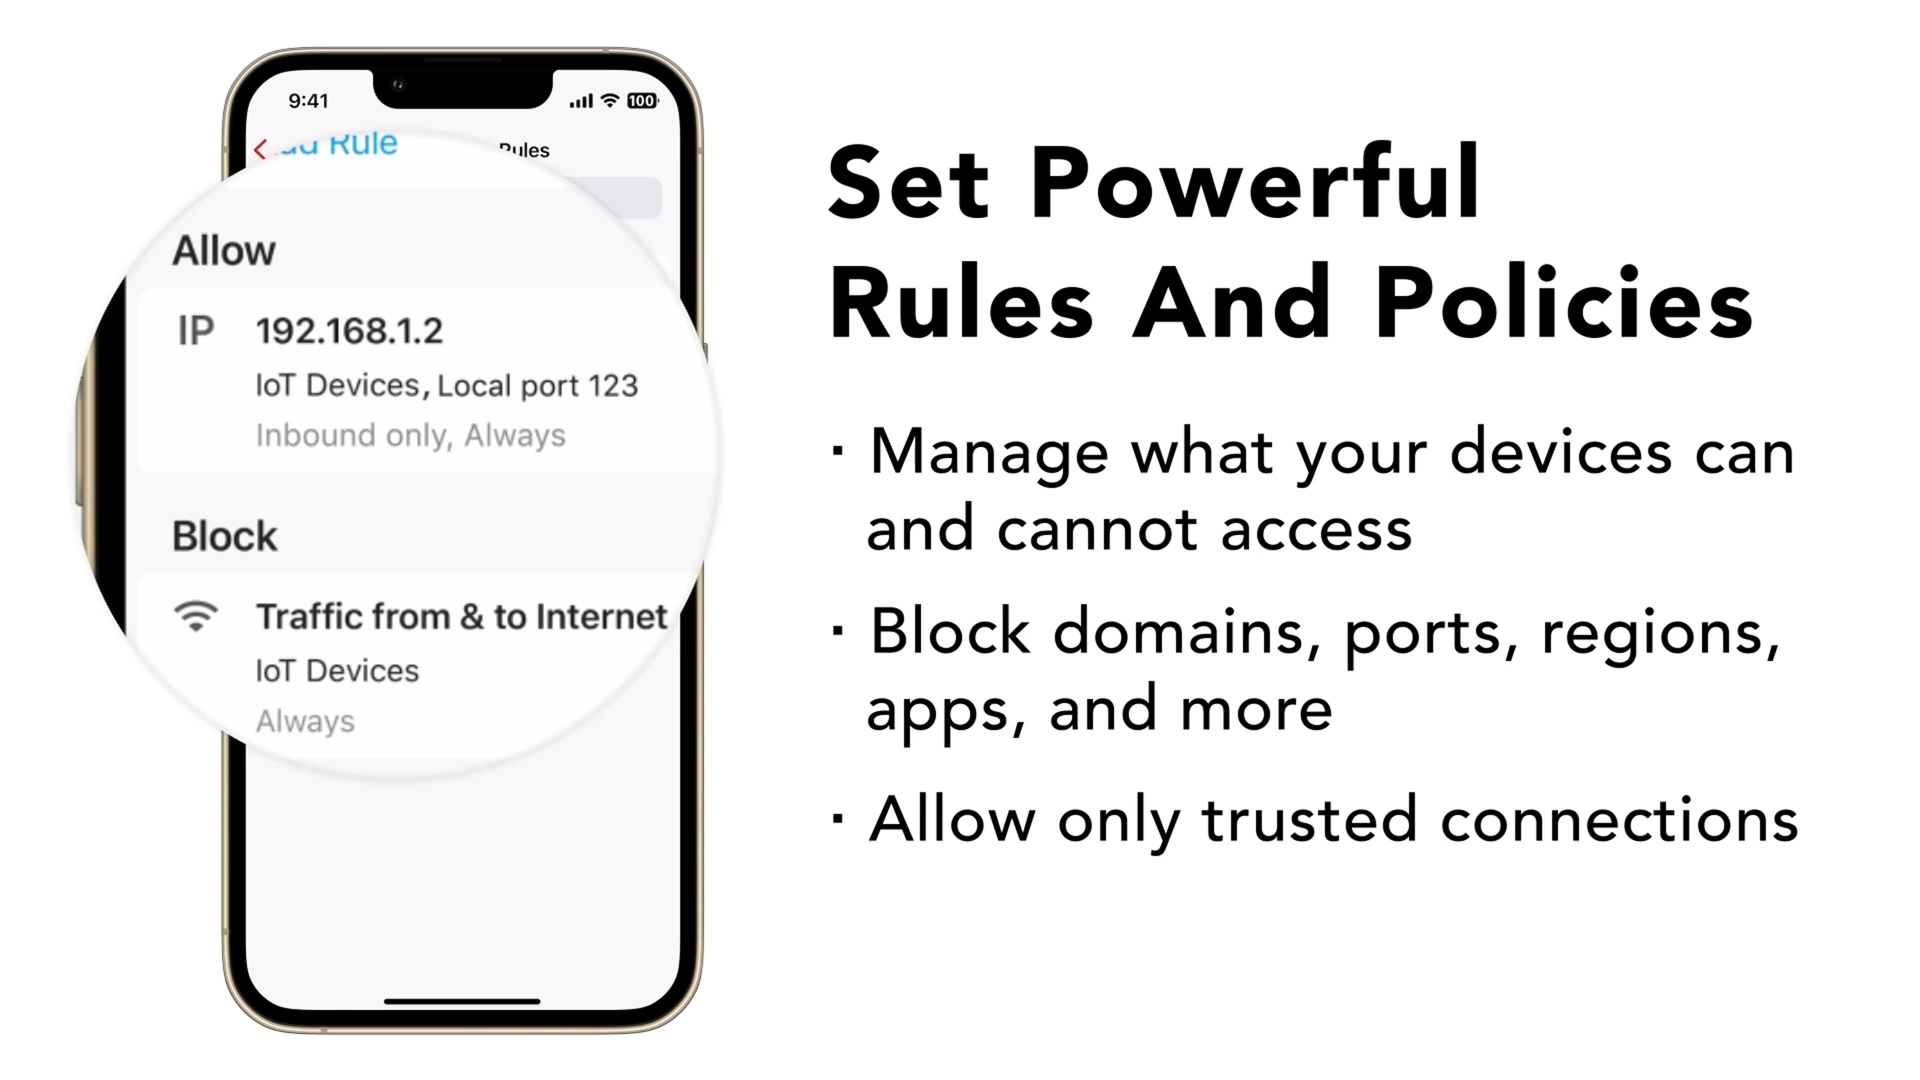 9:41
100
Rule
Rules
Allow
IP 192.168.1.2
IoT Devices, Local port 123
Inbound only, Always
Block
Traffic from & to Internet
IoT Devices
Always
Set Powerful
Rules And Policies
· Manage what your devices can
and cannot access
· Block domains, ports, regions,
apps, and more
· Allow only trusted connections